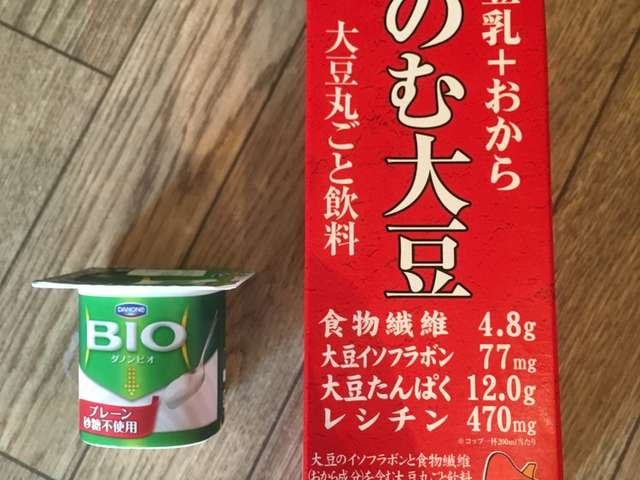 豆乳+おから
のむ大豆
大豆丸ごと飲料
食物繊維 4.8g
大豆イソフラボン 77mg
大豆たんぱく 12.0g
レシチン 470mg
※コップ一杯200ml当たり
大豆のイソフラボンと食物繊維
(おから成分)を含む大豆丸ごと飲料
DANONE
BIO
ダノンビオ
プレーン
砂糖不使用